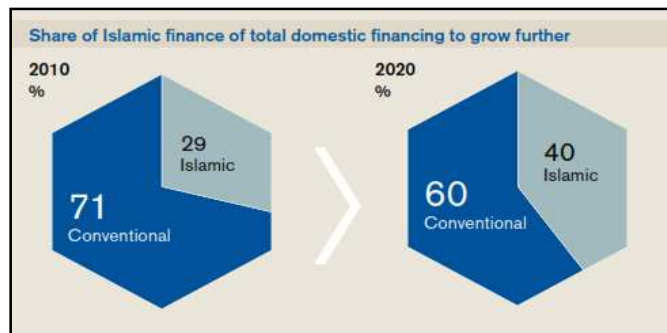 Share of Islamic finance of total domestic financing to grow further
2010
%
29
Islamic
71
Conventional
2020
%
40
Islamic
60
Conventional